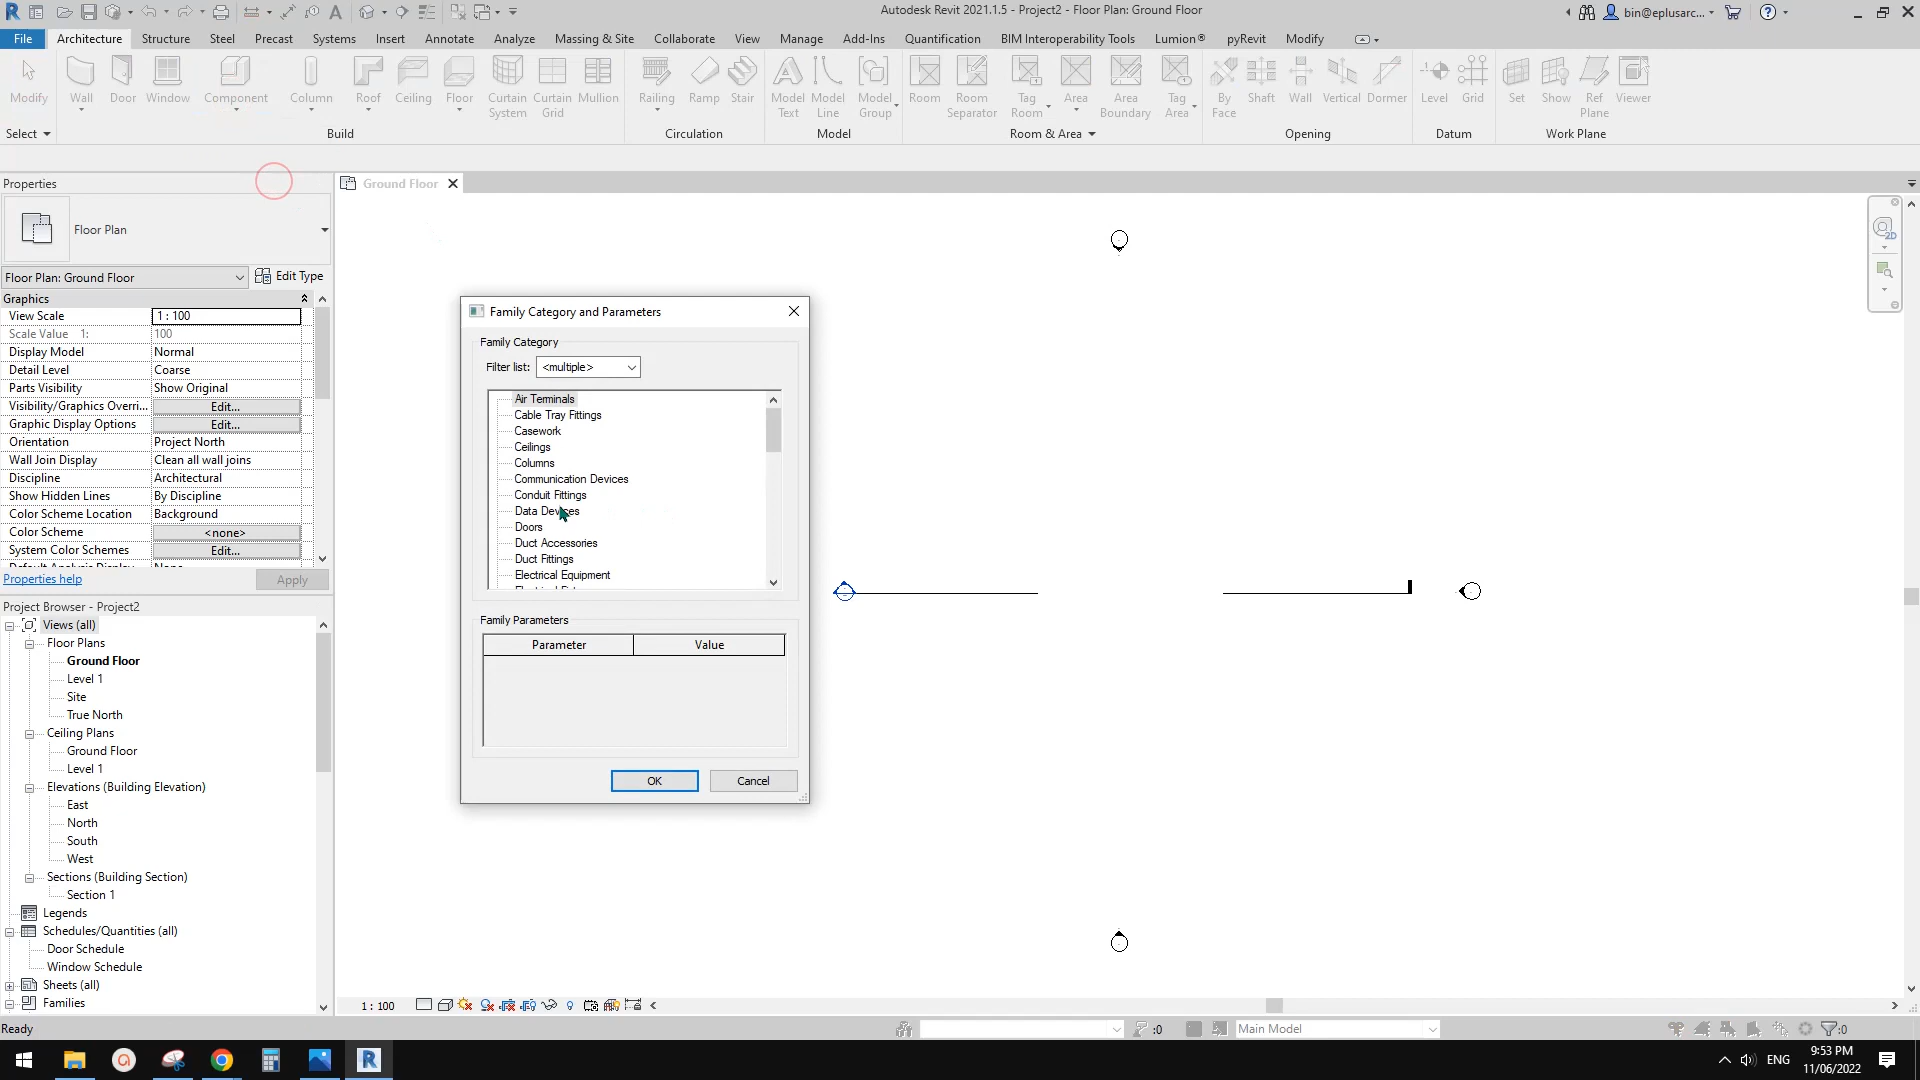 Autodesk Revit 2021.1.5 - Project2 - Floor Plan: Ground Floor
bin@eplusarc...
File Architecture Structure Steel Precast Systems Insert Annotate Analyze Massing & Site Collaborate View Manage Add-Ins Quantification BIM Interoperability Tools Lumion® pyRevit Modify
Modify Wall Door Window Component Column Roof Ceiling Floor Curtain System Curtain Grid Mullion Railing Ramp Stair Model Text Model Line Model Group Room Room Separator Tag Room Area Area Boundary Tag Area By Face Shaft Wall Vertical Dormer Level Grid Set Show Ref Plane Viewer
Select Build Circulation Model Room & Area Opening Datum Work Plane
Properties
Ground Floor
Floor Plan
Floor Plan: Ground Floor Edit Type
Graphics
View Scale 1 : 100
Scale Value 1: 100
Display Model Normal
Detail Level Coarse
Parts Visibility Show Original
Visibility/Graphics Overri... Edit...
Graphic Display Options Edit...
Orientation Project North
Wall Join Display Clean all wall joins
Discipline Architectural
Show Hidden Lines By Discipline
Color Scheme Location Background
Color Scheme <none>
System Color Schemes Edit...
Properties help Apply
Project Browser - Project2
Views (all)
Floor Plans
Ground Floor
Level 1
Site
True North
Ceiling Plans
Ground Floor
Level 1
Elevations (Building Elevation)
East
North
South
West
Sections (Building Section)
Section 1
Legends
Schedules/Quantities (all)
Door Schedule
Window Schedule
Sheets (all)
Families
Family Category and Parameters
Family Category
Filter list: <multiple>
Air Terminals
Cable Tray Fittings
Casework
Ceilings
Columns
Communication Devices
Conduit Fittings
Data Devices
Doors
Duct Accessories
Duct Fittings
Electrical Equipment
Family Parameters
Parameter Value
OK Cancel
2D
1 : 100
Ready
:0
Main Model
:0
ENG
9:53 PM
11/06/2022